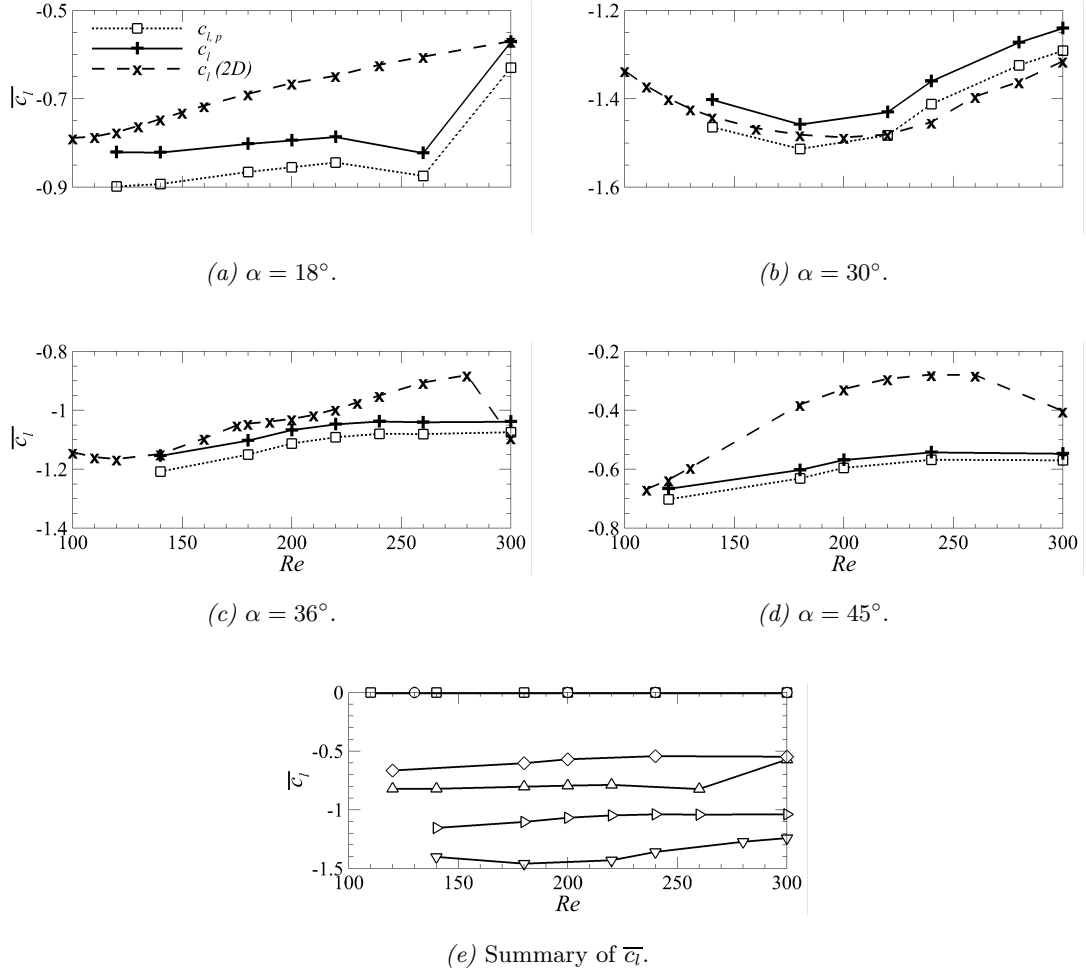 -0.5
-0.7
-0.9
c̅_l
c_{l, p}
c_l
c_l (2D)
-1.2
-1.4
-1.6
(a) α = 18°.
(b) α = 30°.
-0.8
-1
-1.2
-1.4
c̅_l
100 150 200 250 300
Re
-0.2
-0.4
-0.6
-0.8
100 150 200 250 300
Re
(c) α = 36°.
(d) α = 45°.
0
-0.5
-1
-1.5
c̅_l
100 150 200 250 300
Re
(e) Summary of c̅_l.